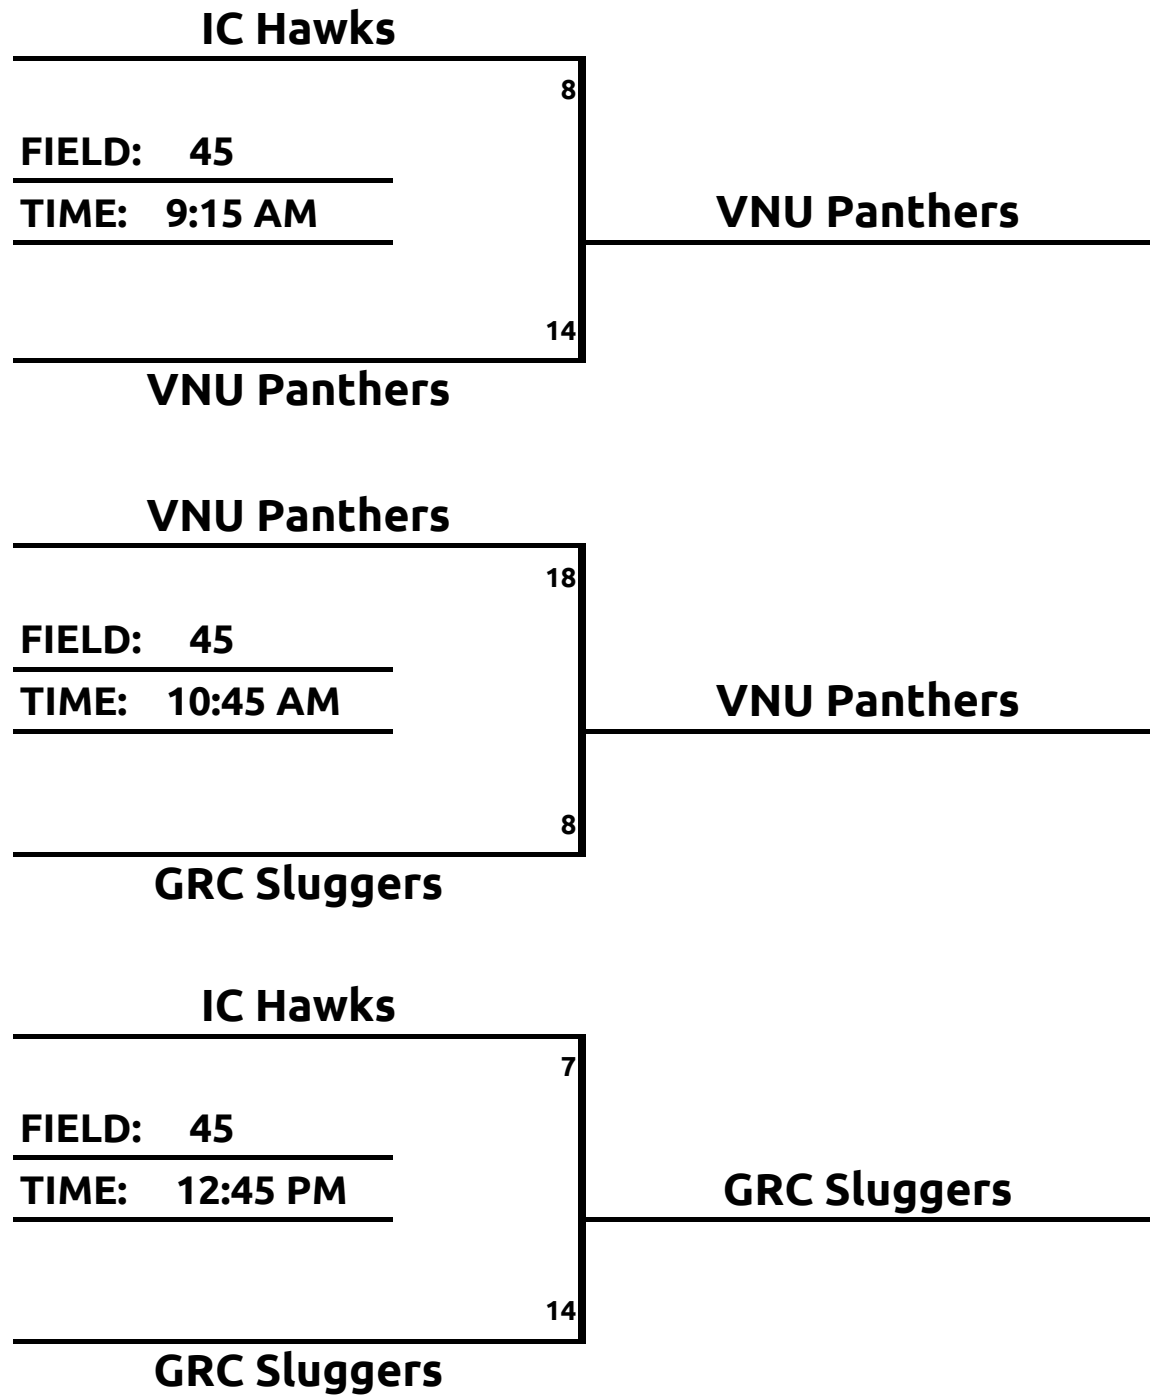 IC Hawks
8
FIELD: 45
TIME: 9:15 AM
VNU Panthers
14
VNU Panthers
VNU Panthers
18
FIELD: 45
TIME: 10:45 AM
VNU Panthers
8
GRC Sluggers
IC Hawks
7
FIELD: 45
TIME: 12:45 PM
GRC Sluggers
14
GRC Sluggers